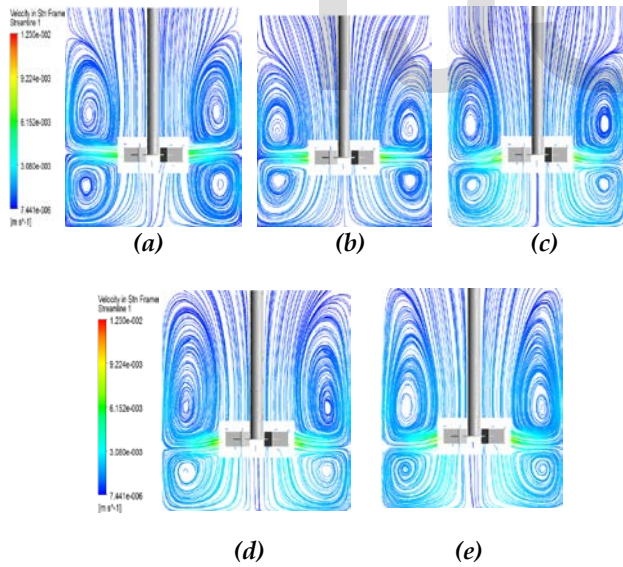 Velocity in Stn Frame
Streamline 1
1.230e-002
9.224e-003
6.152e-003
3.080e-003
7.441e-006
[m s^-1]
(a)
(b)
(c)
Velocity in Stn Frame
Streamline 1
1.230e-002
9.224e-003
6.152e-003
3.080e-003
7.441e-006
[m s^-1]
(d)
(e)